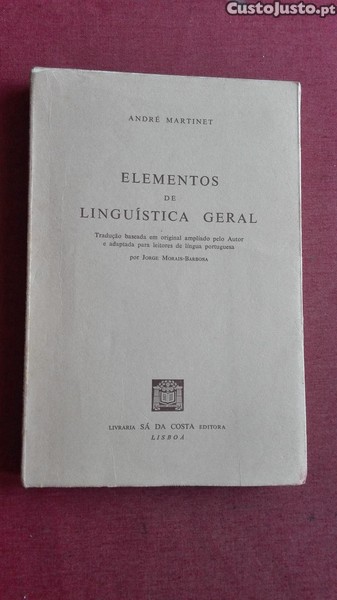 CustoJusto.pt
ANDRÉ MARTINET
ELEMENTOS
DE
LINGUÍSTICA GERAL
Tradução baseada em original ampliado pelo Autor
e adaptada para leitores de língua portuguesa
por JORGE MORAIS-BARBOSA
LIVRARIA SÁ DA COSTA EDITORA
LISBOA